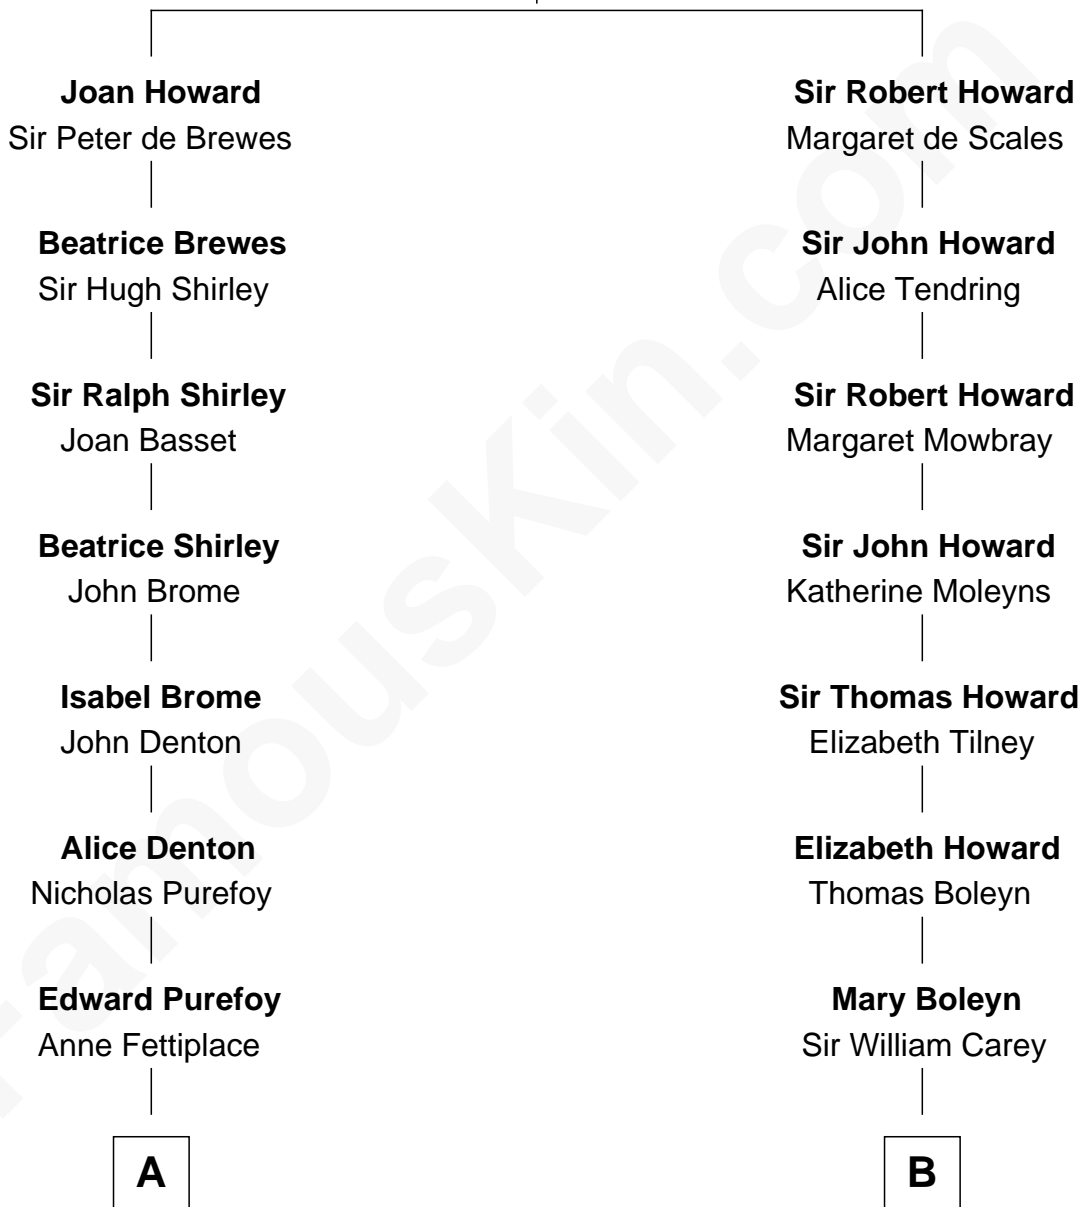 Joan Howard
Sir Peter de Brewes
Beatrice Brewes
Sir Hugh Shirley
Sir Ralph Shirley
Joan Basset
Beatrice Shirley
John Brome
Isabel Brome
John Denton
Alice Denton
Nicholas Purefoy
Edward Purefoy
Anne Fettiplace
A
Sir Robert Howard
Margaret de Scales
Sir John Howard
Alice Tendring
Sir Robert Howard
Margaret Mowbray
Sir John Howard
Katherine Moleyns
Sir Thomas Howard
Elizabeth Tilney
Elizabeth Howard
Thomas Boleyn
Mary Boleyn
Sir William Carey
B
FamousKin.com